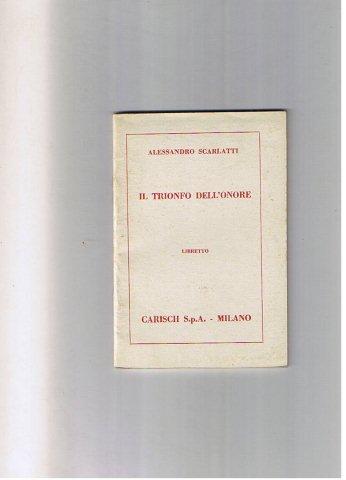 ALESSANDRO SCARLATTI
IL TRIONFO DELL'ONORE
LIBRETTO
CARISCH S.p.A. - MILANO